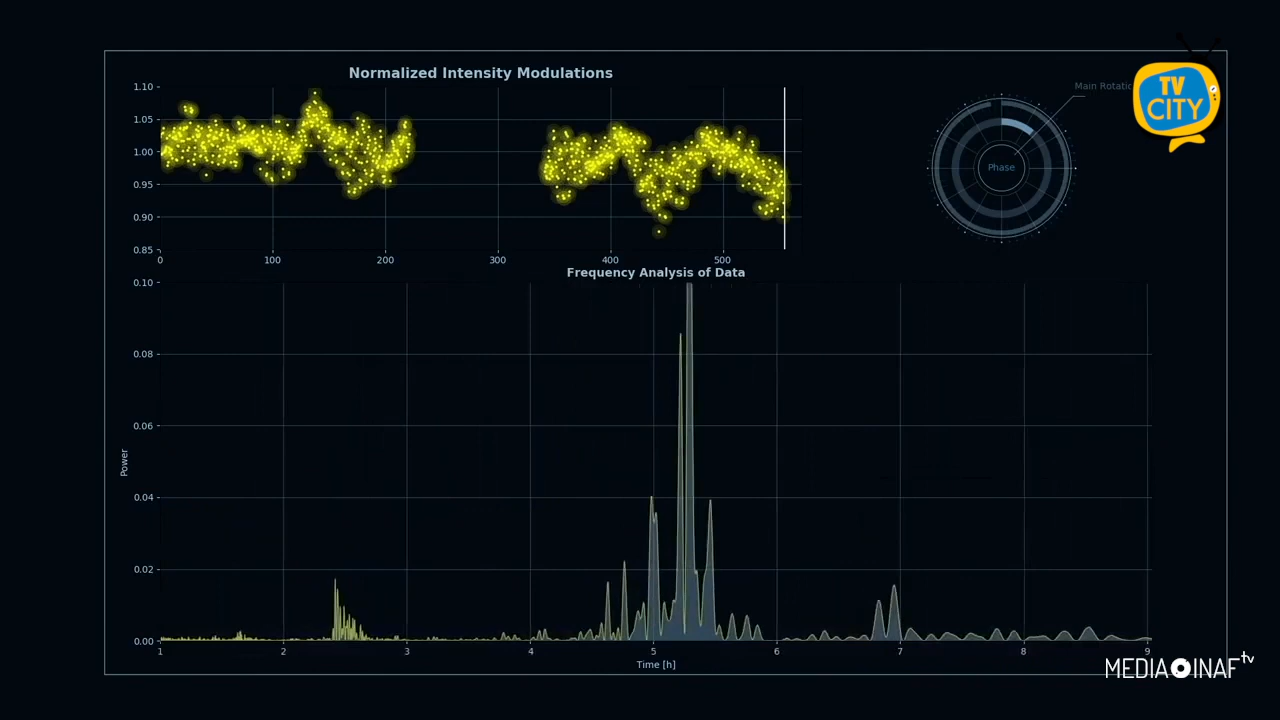 Normalized Intensity Modulations
1.10
1.05
1.00
0.95
0.90
0.85
0 100 200 300 400 500
Main Rotatio
Phase
TV
CITY
Frequency Analysis of Data
0.10
0.08
0.06
0.04
0.02
0.00
Power
1 2 3 4 5 6 7 8 9
Time [h]
MEDIA INAF tv